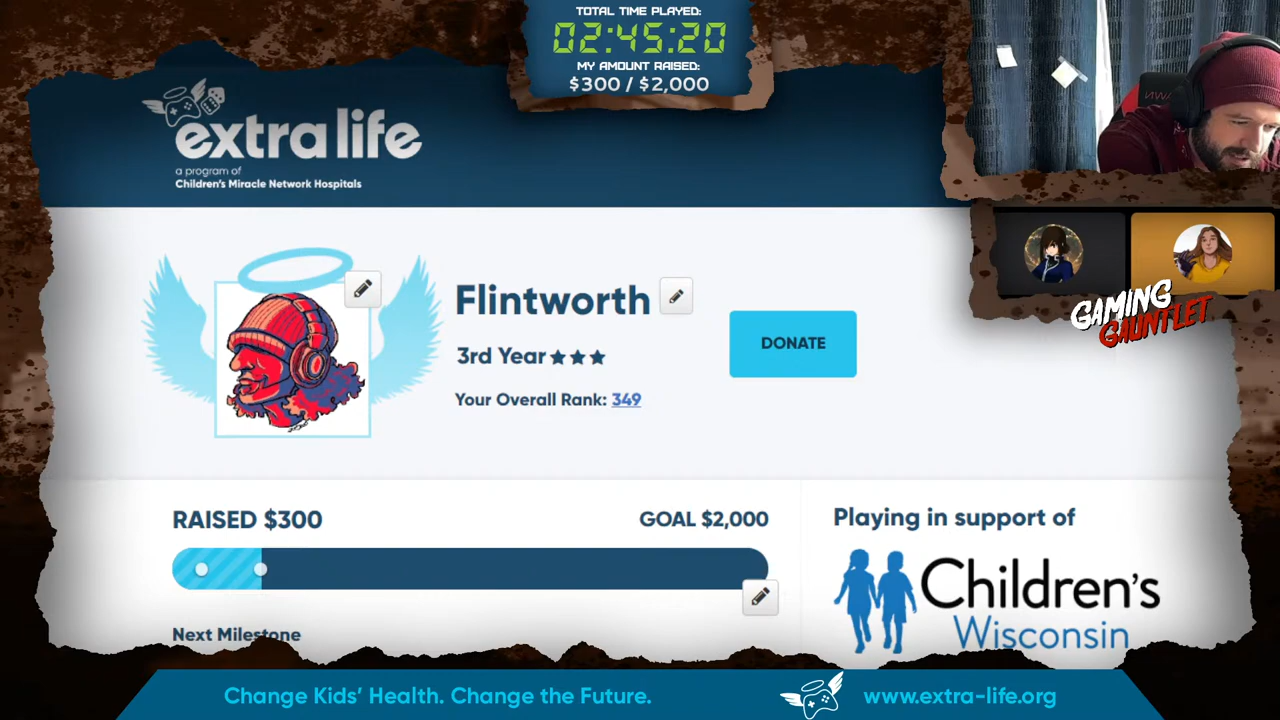 TOTAL TIME PLAYED:
02:45:20
MY AMOUNT RAISED:
$300 / $2,000
extra life
a program of
Children's Miracle Network Hospitals
Flintworth
3rd Year
Your Overall Rank: 349
DONATE
GAMING
GAUNTLET
RAISED $300
GOAL $2,000
Next Milestone
Playing in support of
Children's
Wisconsin
Change Kids' Health. Change the Future.
www.extra-life.org